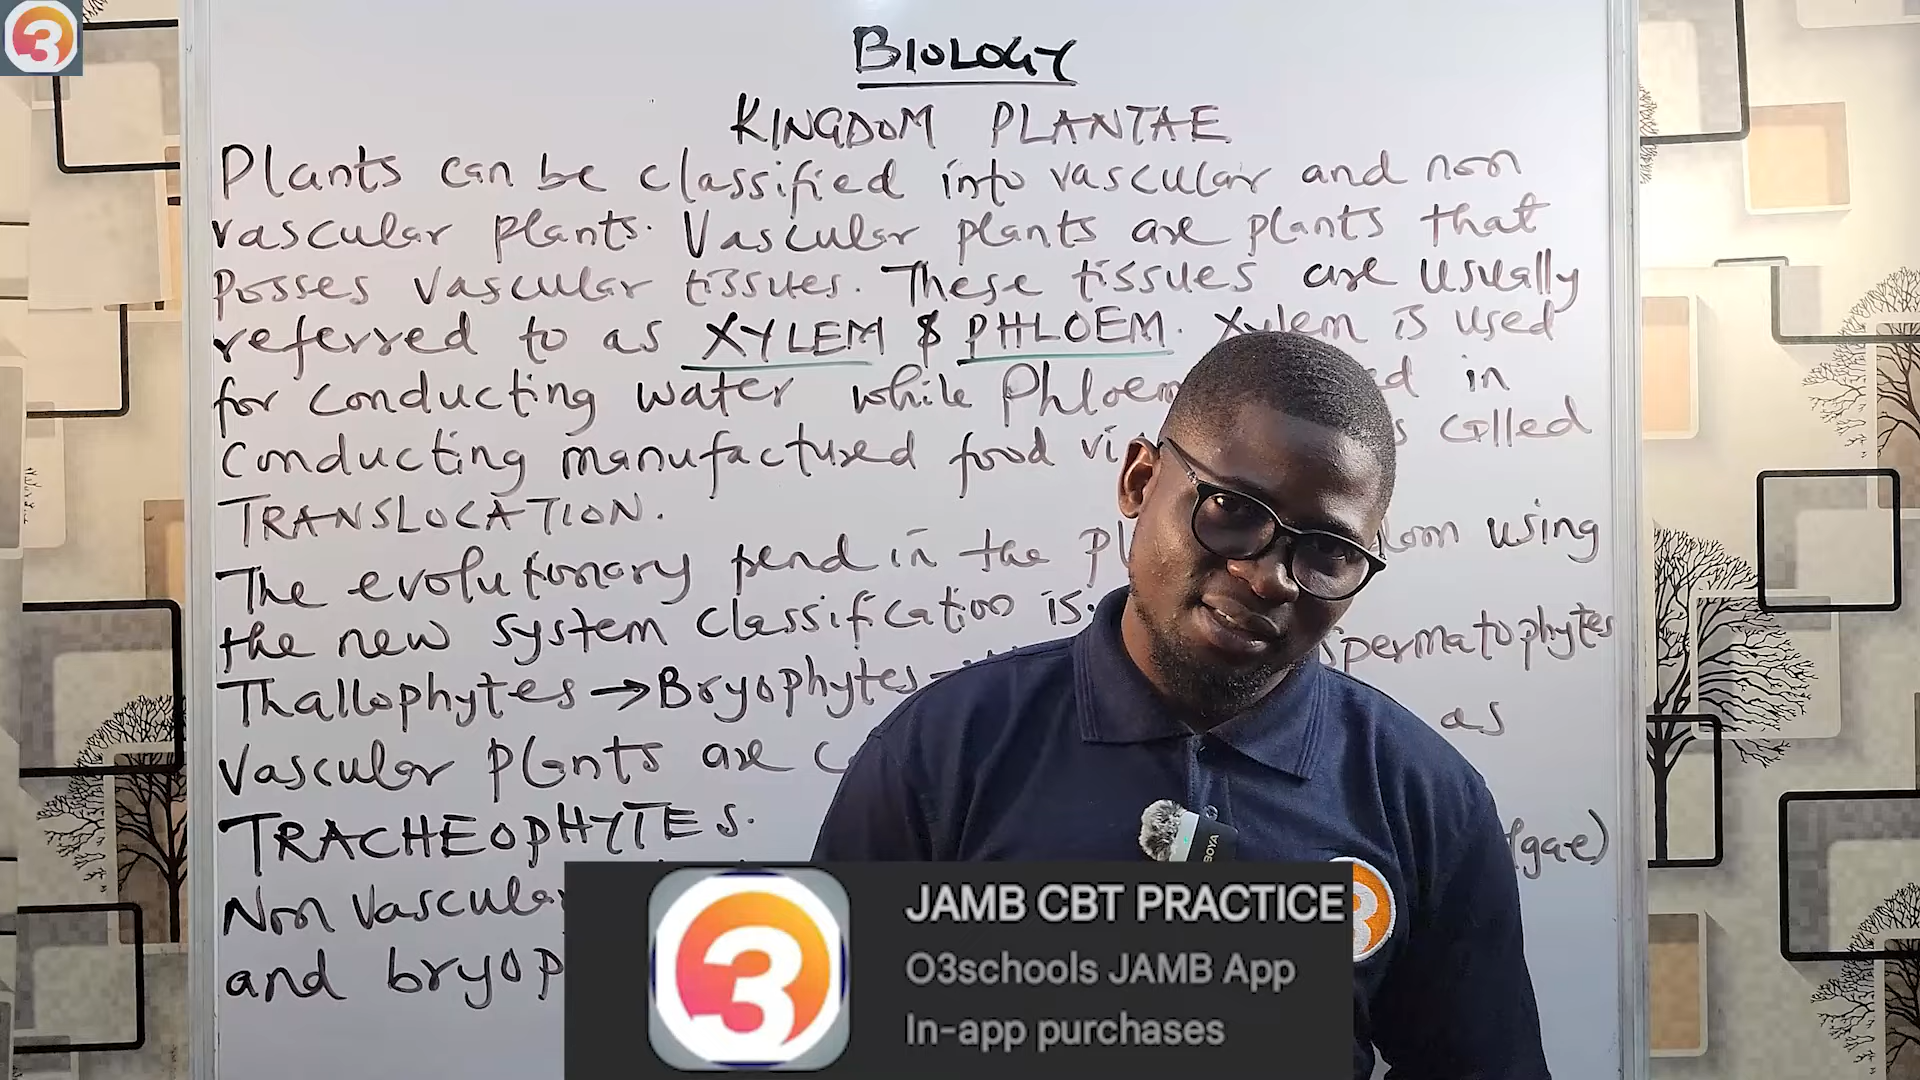 3
BIOLOGY
KINGDOM PLANTAE
Plants can be classified into vascular and non
vascular plants. Vascular plants are plants that
posses vascular tissues. These tissues are usually
referred to as XYLEM $ PHLOEM. Xylem is used
for conducting water while Phloem in
conducting manufactured food called
TRANSLOCATION.
The evolutionary trend in the using
the new system classification is:
Thallophytes → Bryophytes spermatophytes
Vascular plants are as
TRACHEOPHYTES.
Non Vascular
and
BOYA
3
JAMB CBT PRACTICE
O3schools JAMB App
In-app purchases